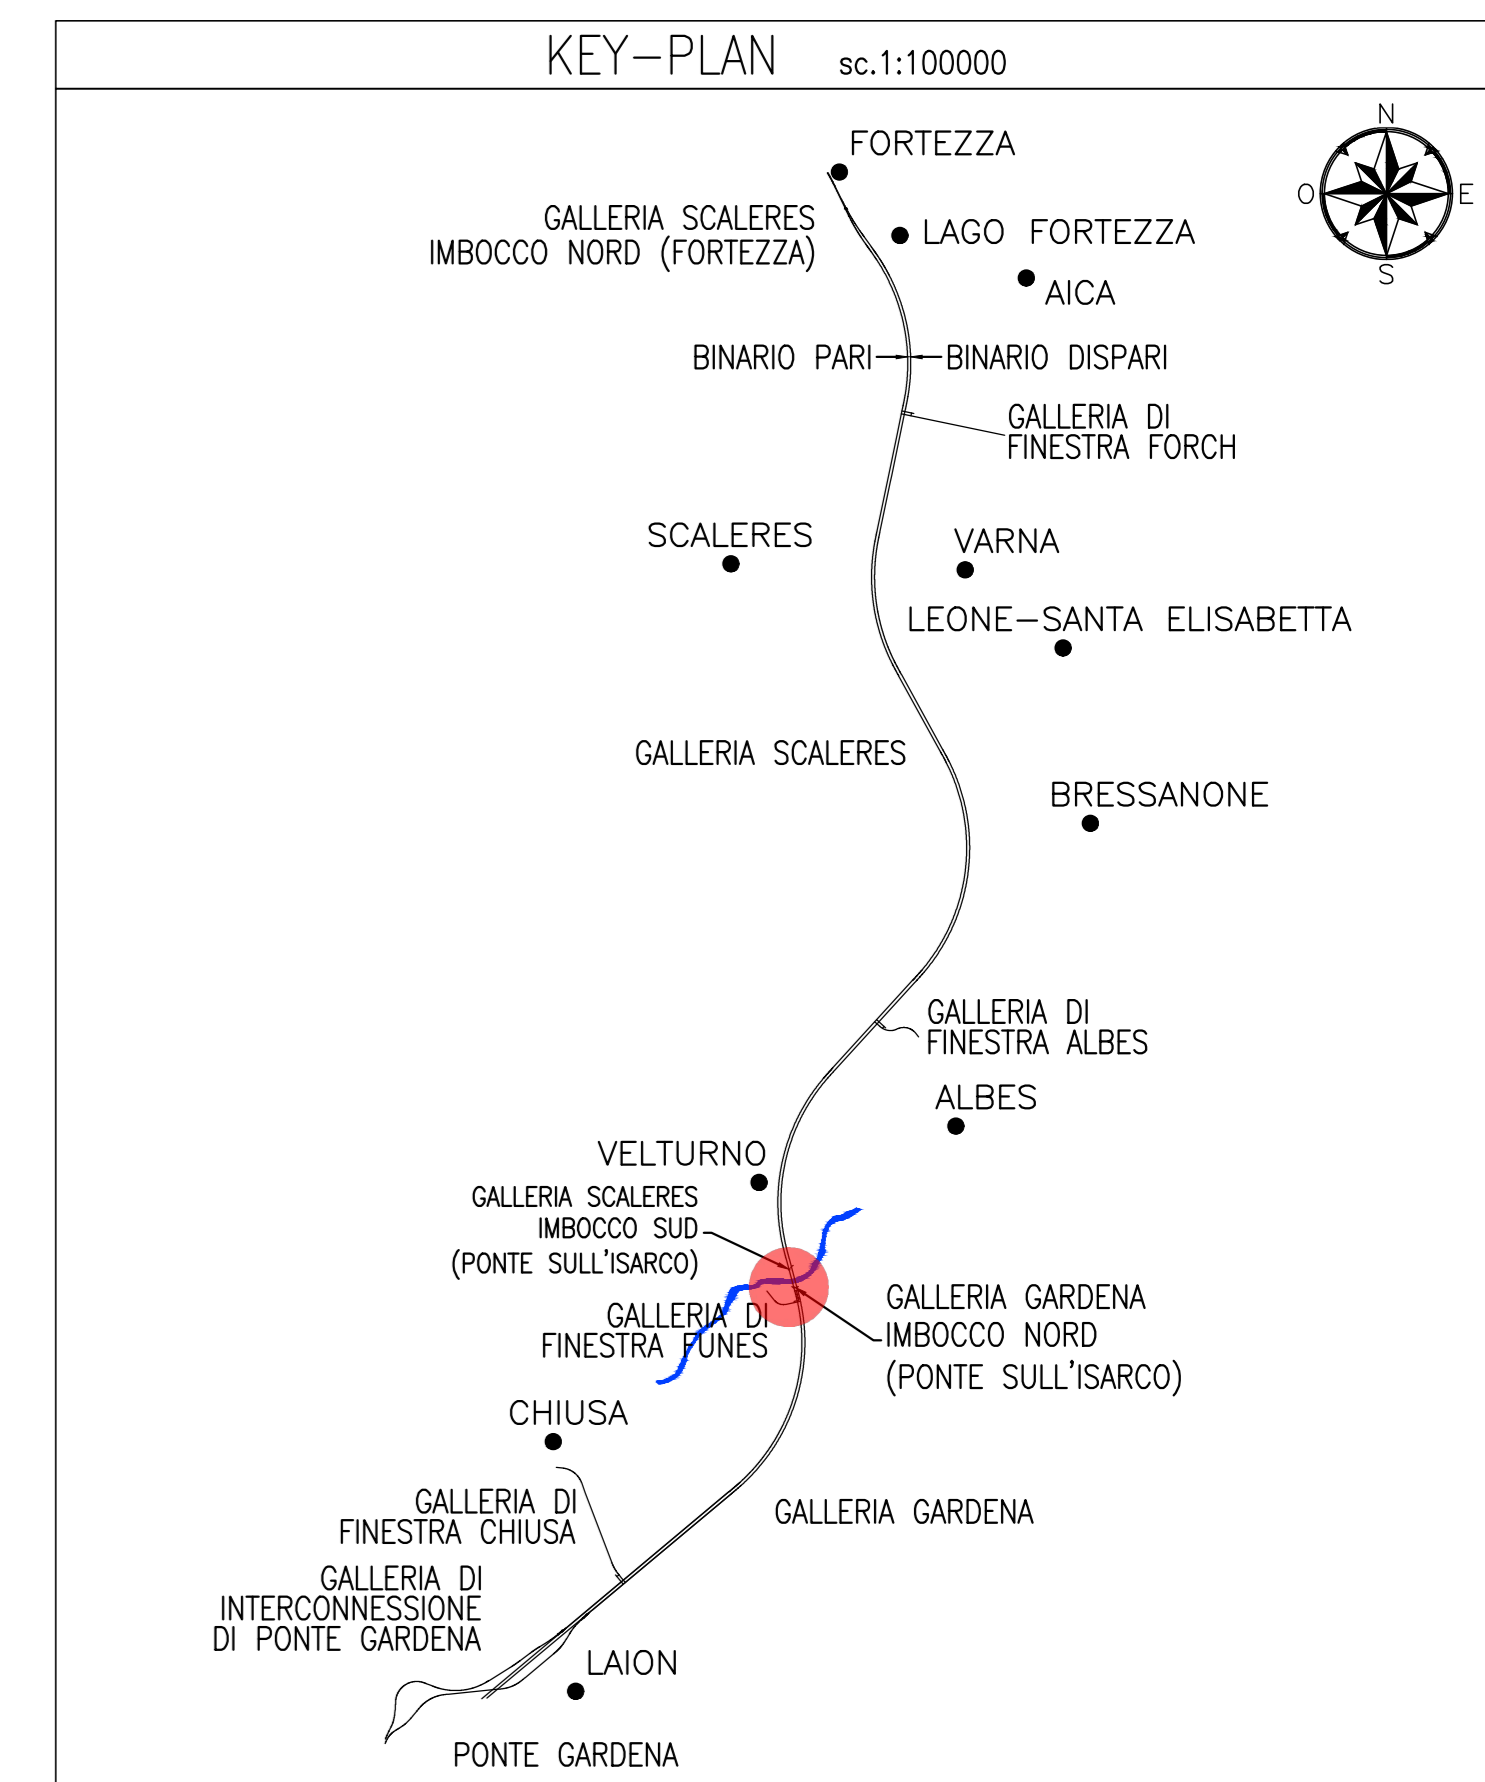 KEY-PLAN sc.1:100000
N
O
E
S
FORTEZZA
GALLERIA SCALERES
IMBOCCO NORD (FORTEZZA)
LAGO FORTEZZA
AICA
BINARIO PARI
BINARIO DISPARI
GALLERIA DI
FINESTRA FORCH
SCALERES
VARNA
LEONE-SANTA ELISABETTA
GALLERIA SCALERES
BRESSANONE
GALLERIA DI
FINESTRA ALBES
ALBES
VELTURNO
GALLERIA SCALERES
IMBOCCO SUD
(PONTE SULL'ISARCO)
GALLERIA DI
FINESTRA FUNES
GALLERIA GARDENA
IMBOCCO NORD
(PONTE SULL'ISARCO)
CHIUSA
GALLERIA DI
FINESTRA CHIUSA
GALLERIA GARDENA
GALLERIA DI
INTERCONNESSIONE
DI PONTE GARDENA
LAION
PONTE GARDENA